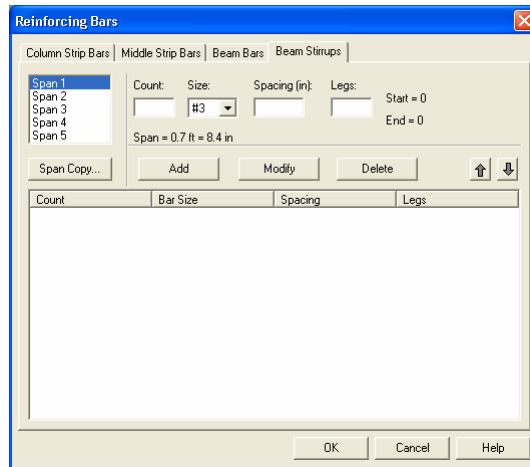 Reinforcing Bars
Column Strip Bars Middle Strip Bars Beam Bars Beam Stirrups
Span 1
Span 2
Span 3
Span 4
Span 5
Count: Size: Spacing (in): Legs:
#3
Start = 0
End = 0
Span = 0.7 ft = 8.4 in
Span Copy... Add Modify Delete
Count Bar Size Spacing Legs
OK Cancel Help